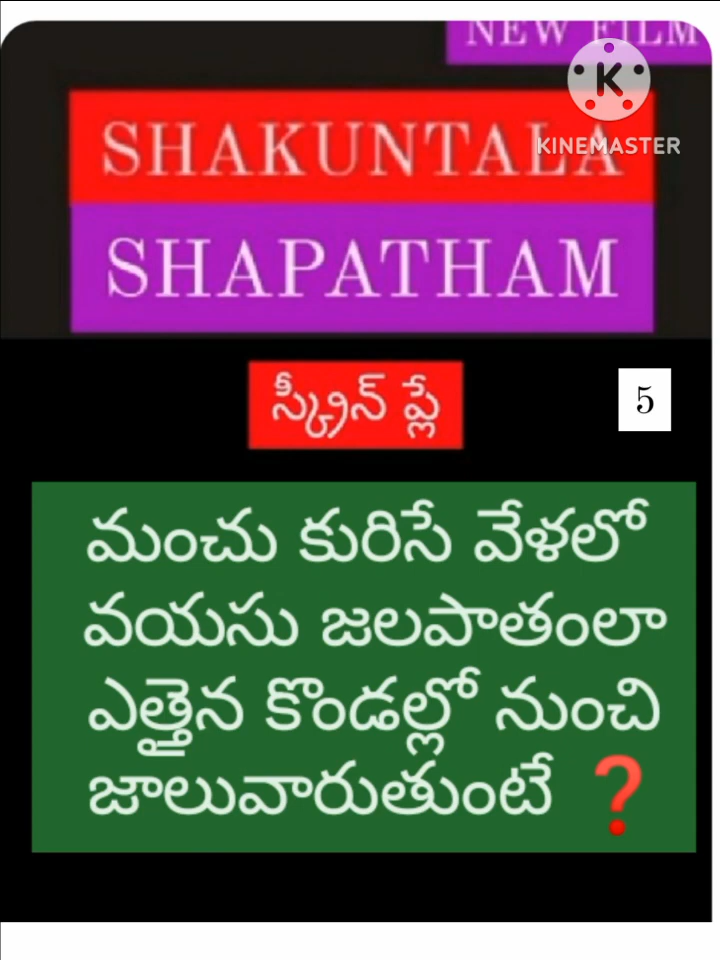 NEW FILM
SHAKUNTALA
KINEMASTER
SHAPATHAM
స్క్రీన్ ప్లే
5
మంచు కురిసే వేళలో
వయసు జలపాతంలా
ఎత్తైన కొండల్లో నుంచి
జాలువారుతుంటే ❓